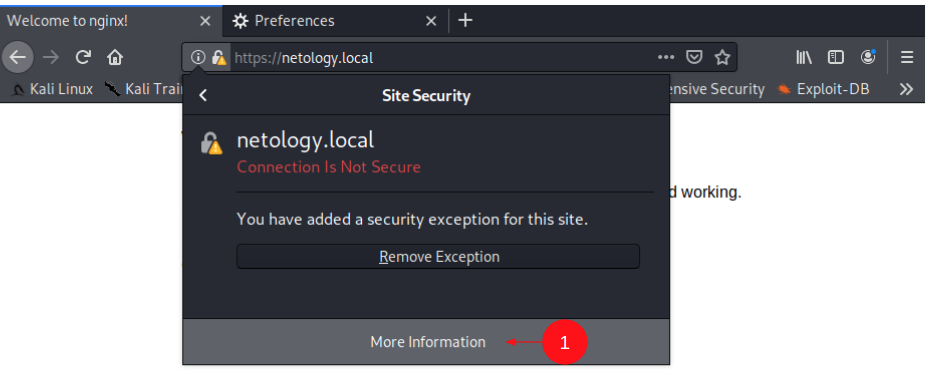 Welcome to nginx!
Preferences
https://netology.local
Kali Linux
Kali Trai
ensive Security
Exploit-DB
Site Security
netology.local
Connection Is Not Secure
d working.
You have added a security exception for this site.
Remove Exception
More Information
1